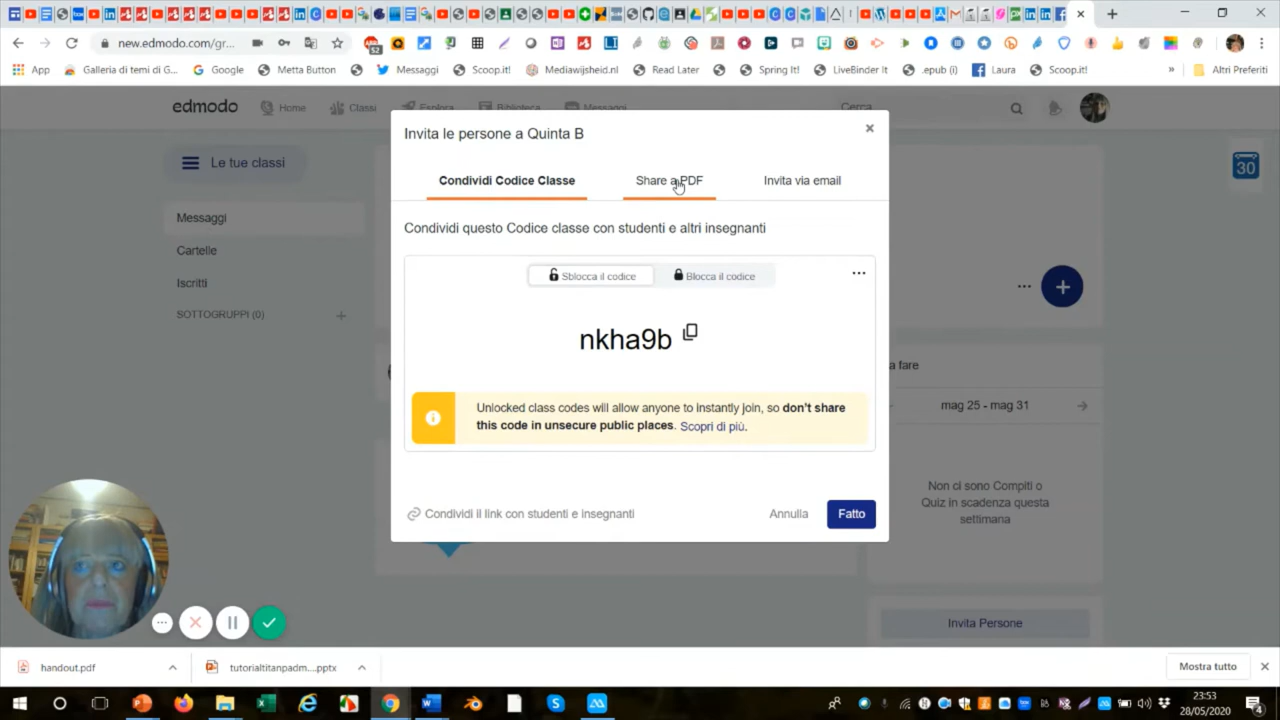 new.edmodo.com/gr...
52
App
Galleria di temi di G...
Google
Metta Button
Messaggi
Scoop.it!
Mediawijsheid.nl
Read Later
Spring It!
LiveBinder It
.epub (i)
Laura
Scoop.it!
»
Altri Preferiti
edmodo
Home
Classi
Esplora
Biblioteca
Messaggi
Cerca
Invita le persone a Quinta B
Le tue classi
30
Condividi Codice Classe
Share a PDF
Invita via email
Messaggi
Condividi questo Codice classe con studenti e altri insegnanti
Cartelle
Sblocca il codice
Blocca il codice
Iscritti
SOTTOGRUPPI (0)
nkha9b
a fare
mag 25 - mag 31
Unlocked class codes will allow anyone to instantly join, so don't share
this code in unsecure public places. Scopri di più.
Non ci sono Compiti o
Quiz in scadenza questa
settimana
Condividi il link con studenti e insegnanti
Annulla
Fatto
Invita Persone
handout.pdf
tutorialtitanpadm....pptx
Mostra tutto
23:53
28/05/2020
4